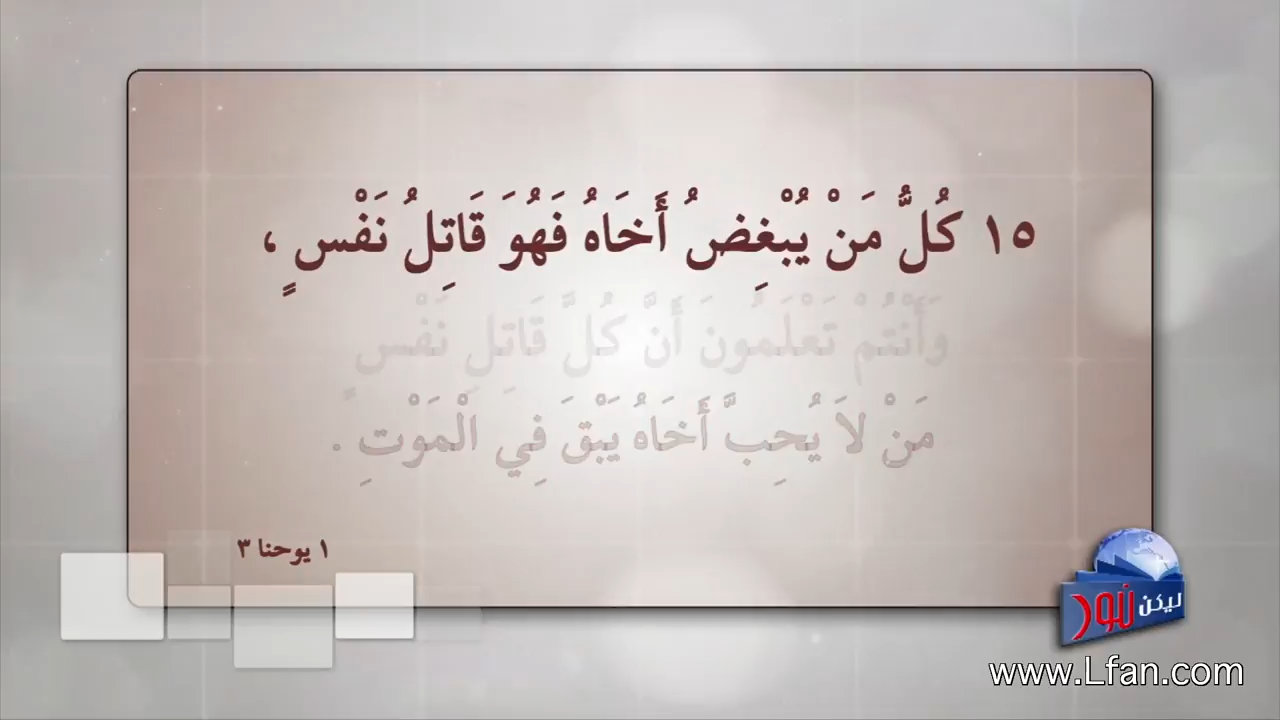 ١٥ كُلُّ مَنْ يُبْغِضُ أَخَاهُ فَهُوَ قَاتِلُ نَفْسٍ ،
وَأَنْتُمْ تَعْلَمُونَ أَنَّ كُلَّ قَاتِلِ نَفْسٍ
مَنْ لاَ يُحِبَّ أَخَاهُ يَبْقَ فِي الْمَوْتِ .
١ يوحنا ٣
ليكن نور
www.Lfan.com